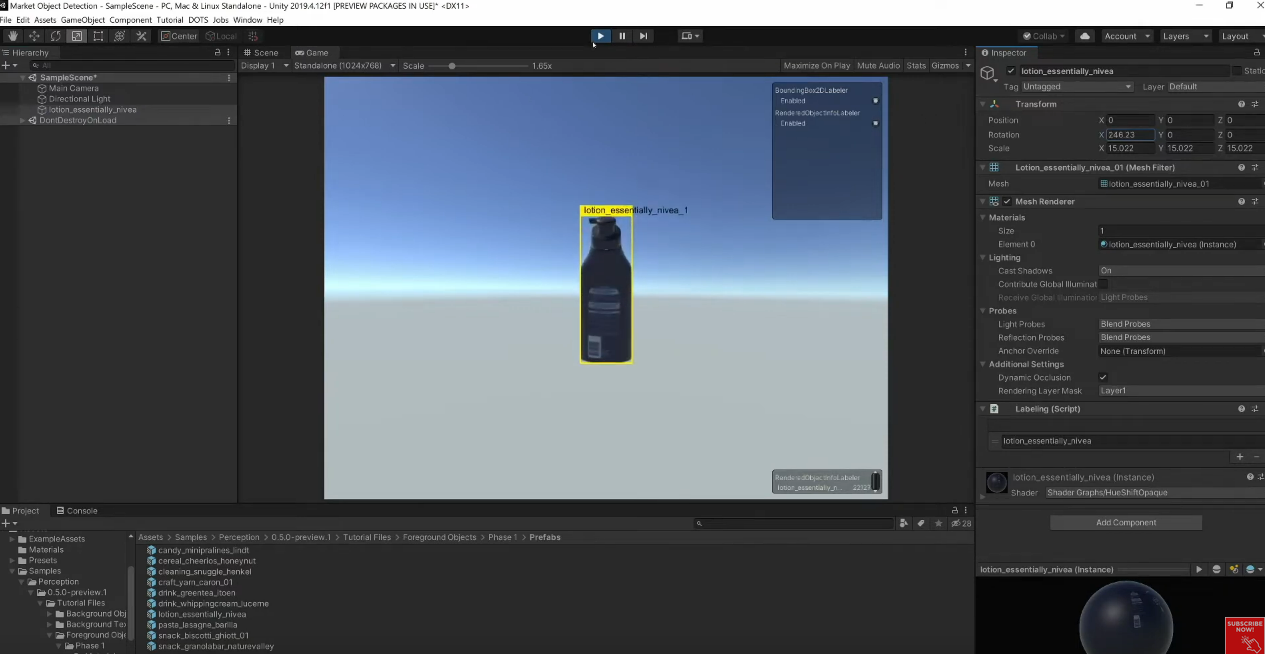 Market Object Detection - SampleScene - PC, Mac & Linux Standalone - Unity 2019.4.12f1 [PREVIEW PACKAGES IN USE]* <DX11>
File Edit Assets GameObject Component Tutorial DOTS Jobs Window Help
Center Local Collab Account Layers Layout
Hierarchy
All
SampleScene*
Main Camera
Directional Light
lotion_essentially_nivea
DontDestroyOnLoad
Scene Game
Display 1 Standalone (1024x768) Scale 1.65x Maximize On Play Mute Audio Stats Gizmos
BoundingBox2DLabeler
Enabled
RenderedObjectInfoLabeler
Enabled
lotion_essentially_nivea_1
RenderedObjectInfoLabeler
lotion_essentially_n...
Inspector
lotion_essentially_nivea Static
Tag Untagged Layer Default
Transform
Position X 0 Y 0 Z 0
Rotation X 246.23 Y 0 Z 0
Scale X 15.022 Y 15.022 Z 15.022
Lotion_essentially_nivea_01 (Mesh Filter)
Mesh lotion_essentially_nivea_01
Mesh Renderer
Materials
Size 1
Element 0 lotion_essentially_nivea (Instance)
Lighting
Cast Shadows On
Contribute Global Illuminat
Receive Global Illumination Light Probes
Probes
Light Probes Blend Probes
Reflection Probes Blend Probes
Anchor Override None (Transform)
Additional Settings
Dynamic Occlusion
Rendering Layer Mask Layer1
Labeling (Script)
lotion_essentially_nivea
lotion_essentially_nivea (Instance)
Shader Shader Graphs/HueShiftOpaque
Add Component
lotion_essentially_nivea (Instance)
SUBSCRIBE
NOW!
Project Console
28
ExampleAssets
Materials
Presets
Samples
Perception
0.5.0-preview.1
Tutorial Files
Background Obj
Background Tex
Foreground Obje
Phase 1
Assets > Samples > Perception > 0.5.0-preview.1 > Tutorial Files > Foreground Objects > Phase 1 > Prefabs
candy_minipralines_lindt
cereal_cheerios_honeynut
cleaning_snuggle_henkel
craft_yarn_caron_01
drink_greentea_itoen
drink_whippingcream_lucerne
lotion_essentially_nivea
pasta_lasagne_barilla
snack_biscotti_ghiott_01
snack_granolabar_naturevalley